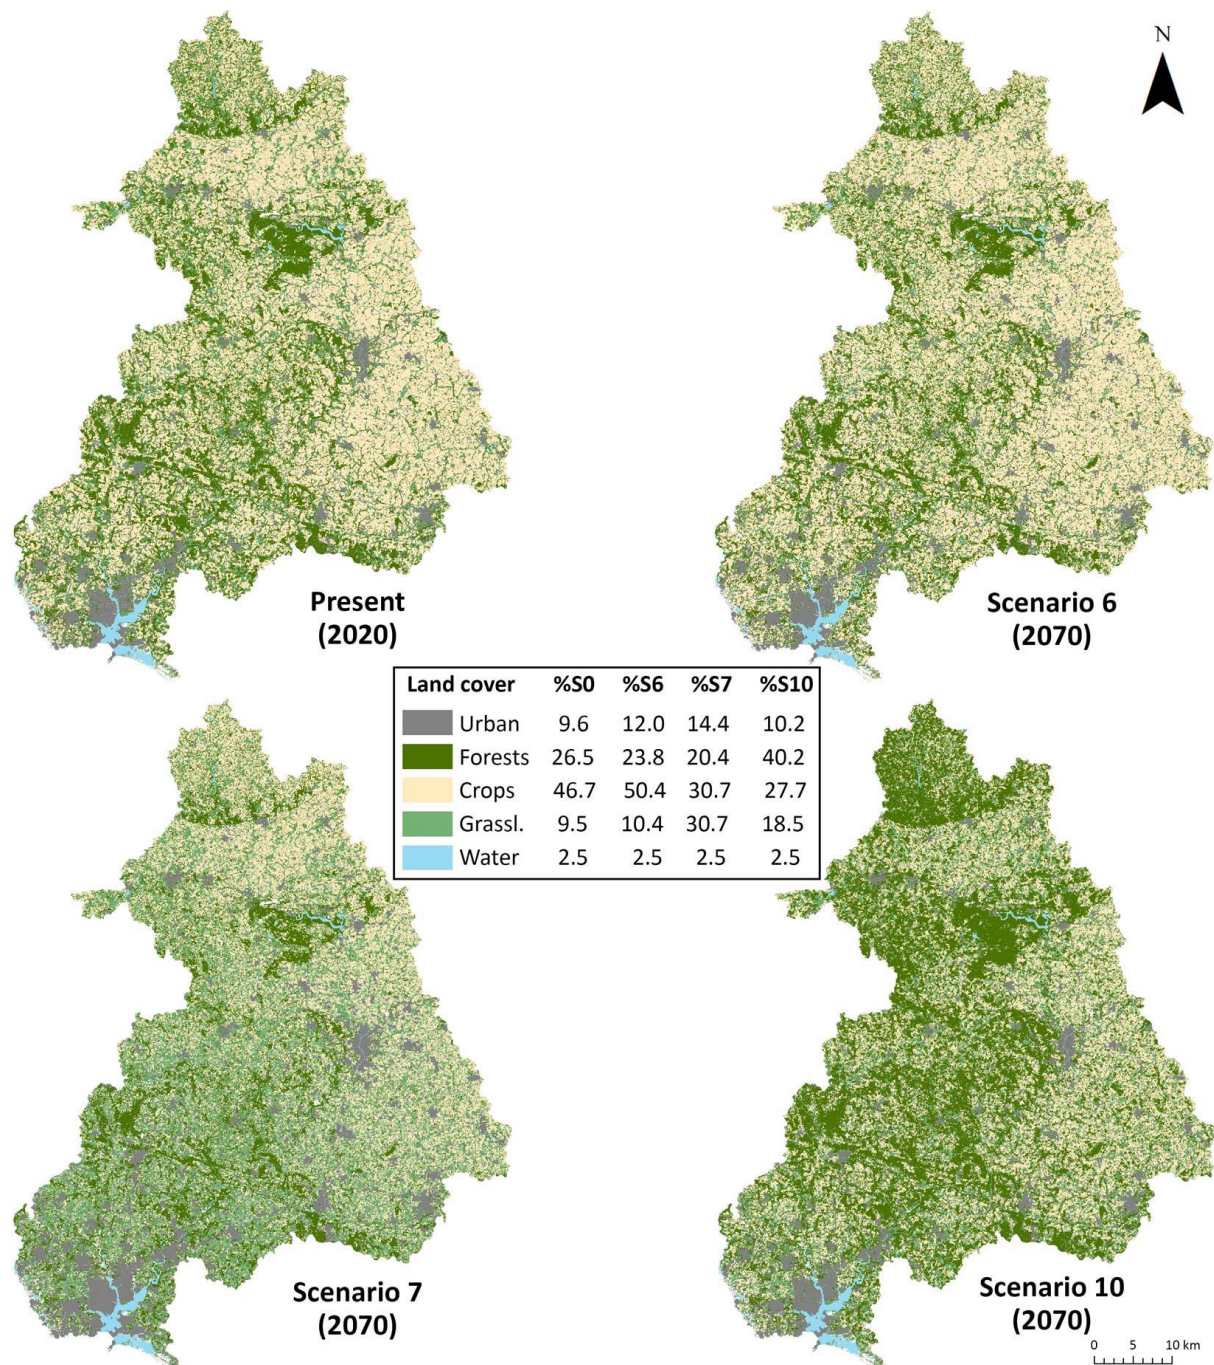 N
Present
(2020)
Scenario 6
(2070)
Land cover %S0 %S6 %S7 %S10
Urban 9.6 12.0 14.4 10.2
Forests 26.5 23.8 20.4 40.2
Crops 46.7 50.4 30.7 27.7
Grassl. 9.5 10.4 30.7 18.5
Water 2.5 2.5 2.5 2.5
Scenario 7
(2070)
Scenario 10
(2070)
0 5 10 km